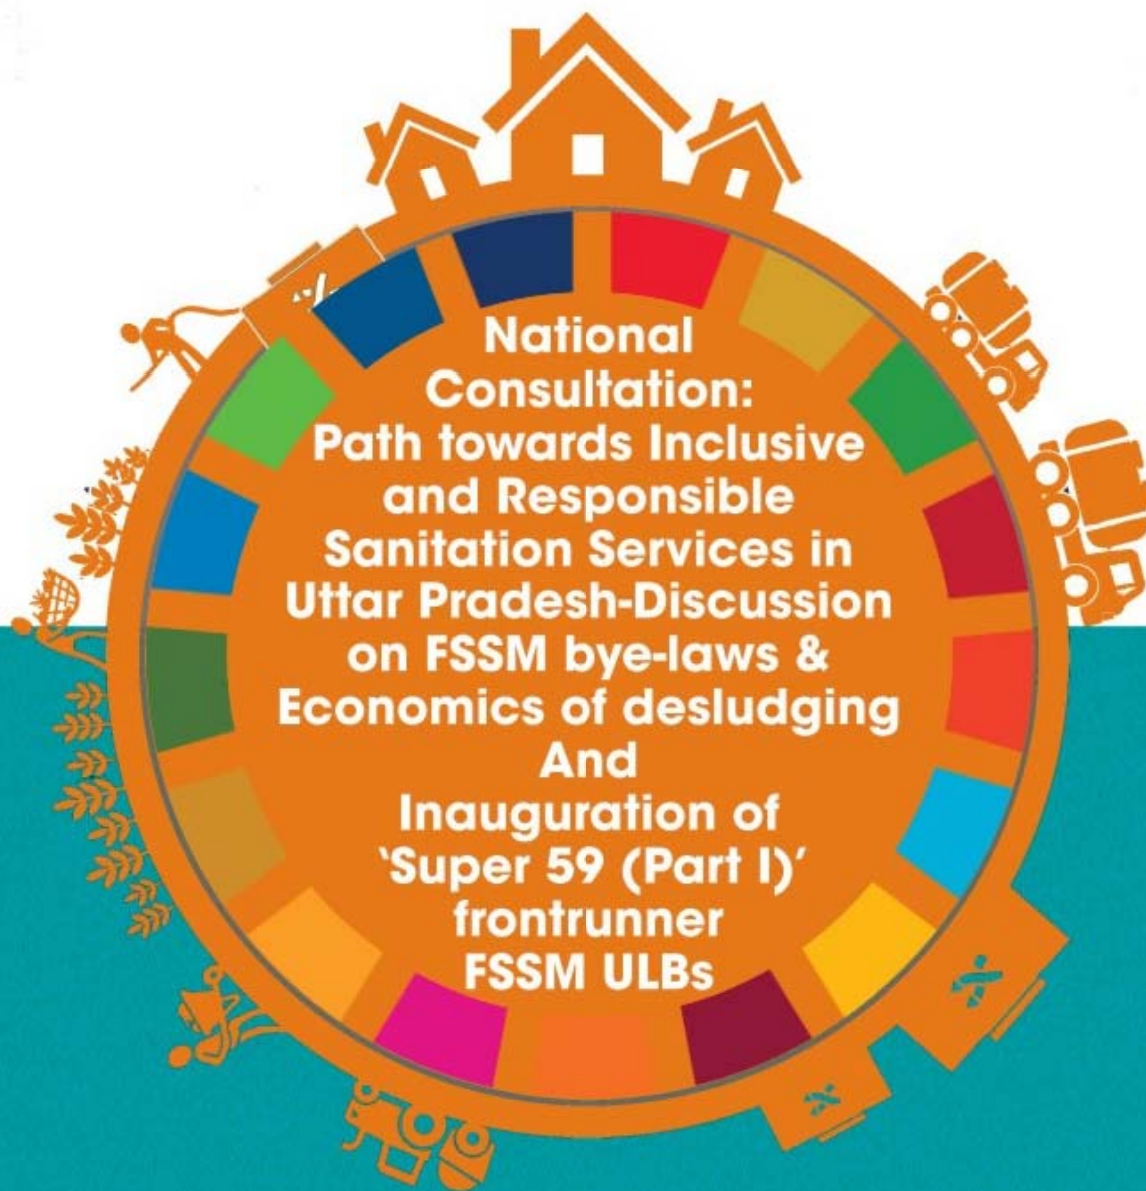 National
Consultation:
Path towards Inclusive
and Responsible
Sanitation Services in
Uttar Pradesh-Discussion
on FSSM bye-laws &
Economics of desludging
And
Inauguration of
‘Super 59 (Part I)’
frontrunner
FSSM ULBs